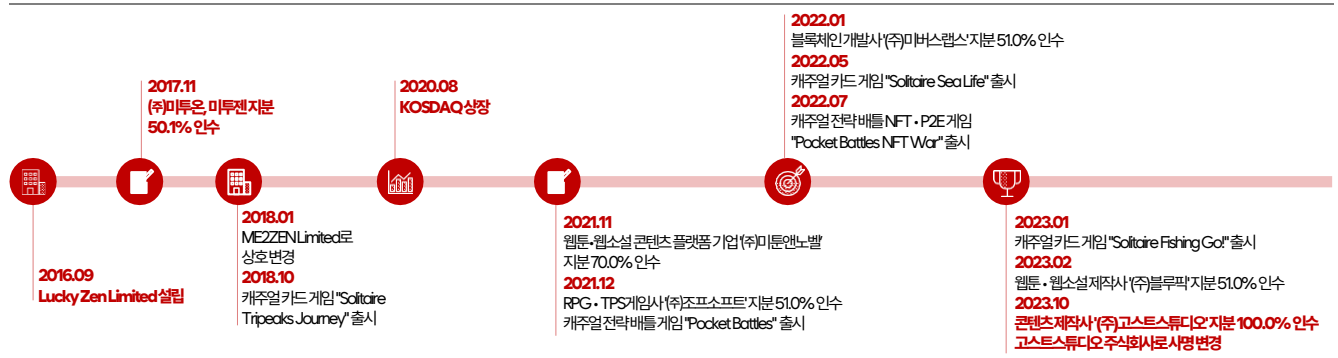 2016.09
Lucky Zen Limited 설립
2017.11
(주)미투온, 미투젠 지분
50.1% 인수
2018.01
ME2ZEN Limited로
상호 변경
2018.10
캐주얼 카드 게임 "Solitaire
Tripeaks Journey" 출시
2020.08
KOSDAQ 상장
2021.11
웹툰•웹소설 콘텐츠 플랫폼 기업 '(주)미툰앤노벨'
지분 70.0% 인수
2021.12
RPG • TPS게임사 '(주)조프소프트' 지분 51.0% 인수
캐주얼 전략 배틀 게임 "Pocket Battles" 출시
2022.01
블록체인 개발사 '(주)미버스랩스' 지분 51.0% 인수
2022.05
캐주얼 카드 게임 "Solitaire Sea Life" 출시
2022.07
캐주얼 전략 배틀 NFT • P2E 게임
"Pocket Battles NFT War" 출시
2023.01
캐주얼 카드 게임 "Solitaire Fishing Go!" 출시
2023.02
웹툰 • 웹소설 제작사 '(주)블루픽' 지분 51.0% 인수
2023.10
콘텐츠 제작사 '(주)고스트스튜디오' 지분 100.0% 인수
고스트스튜디오 주식회사로 사명 변경